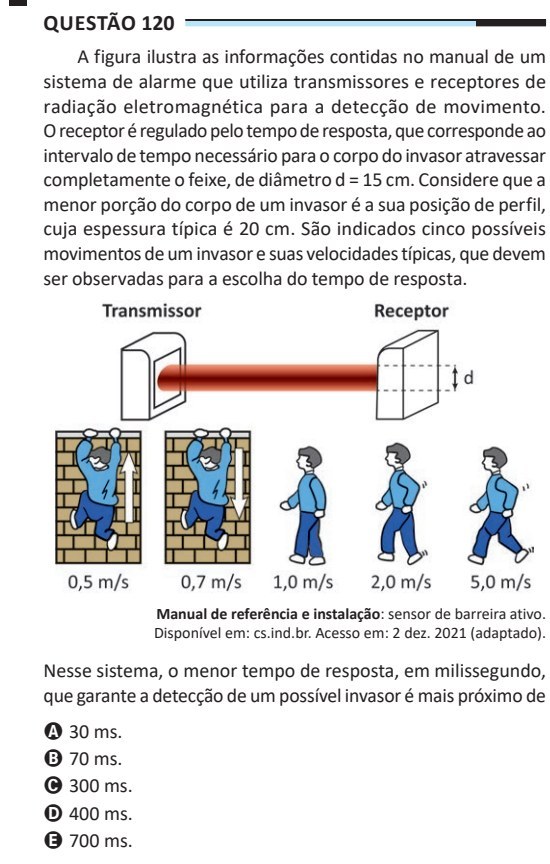 QUESTÃO 120
A figura ilustra as informações contidas no manual de um
sistema de alarme que utiliza transmissores e receptores de
radiação eletromagnética para a detecção de movimento.
O receptor é regulado pelo tempo de resposta, que corresponde ao
intervalo de tempo necessário para o corpo do invasor atravessar
completamente o feixe, de diâmetro d = 15 cm. Considere que a
menor porção do corpo de um invasor é a sua posição de perfil,
cuja espessura típica é 20 cm. São indicados cinco possíveis
movimentos de um invasor e suas velocidades típicas, que devem
ser observadas para a escolha do tempo de resposta.
Transmissor Receptor
d
0,5 m/s 0,7 m/s 1,0 m/s 2,0 m/s 5,0 m/s
Manual de referência e instalação: sensor de barreira ativo.
Disponível em: cs.ind.br. Acesso em: 2 dez. 2021 (adaptado).
Nesse sistema, o menor tempo de resposta, em milissegundo,
que garante a detecção de um possível invasor é mais próximo de
A 30 ms.
B 70 ms.
C 300 ms.
D 400 ms.
E 700 ms.